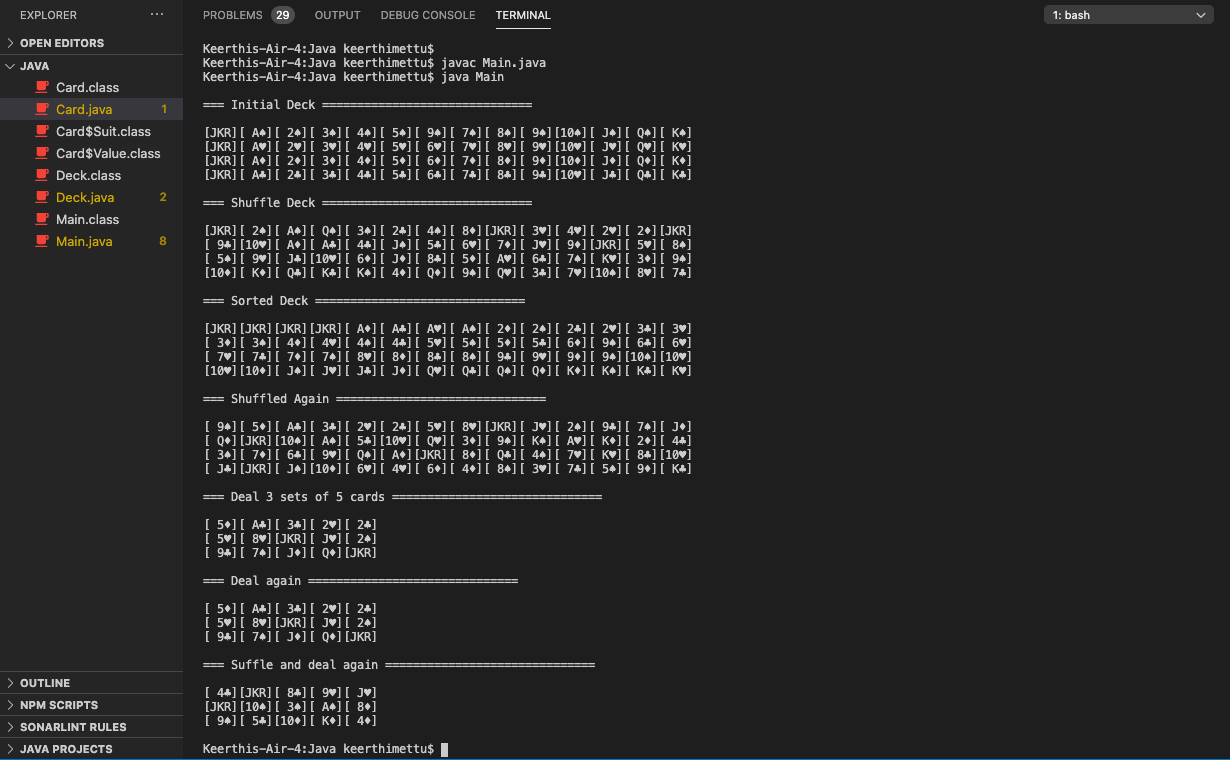 EXPLORER ···
OPEN EDITORS
JAVA
Card.class
Card.java 1
Card$Suit.class
Card$Value.class
Deck.class
Deck.java 2
Main.class
Main.java 8
OUTLINE
NPM SCRIPTS
SONARLINT RULES
JAVA PROJECTS
PROBLEMS 29 OUTPUT DEBUG CONSOLE TERMINAL 1: bash
Keerthis-Air-4:Java keerthimettu$
Keerthis-Air-4:Java keerthimettu$ javac Main.java
Keerthis-Air-4:Java keerthimettu$ java Main
=== Initial Deck ==============================
[JKR][ A♠][ 2♠][ 3♠][ 4♠][ 5♠][ 9♠][ 7♠][ 8♠][ 9♠][10♠][ J♠][ Q♠][ K♠]
[JKR][ A♥][ 2♥][ 3♥][ 4♥][ 5♥][ 6♥][ 7♥][ 8♥][ 9♥][10♥][ J♥][ Q♥][ K♥]
[JKR][ A♦][ 2♦][ 3♦][ 4♦][ 5♦][ 6♦][ 7♦][ 8♦][ 9♦][10♦][ J♦][ Q♦][ K♦]
[JKR][ A♣][ 2♣][ 3♣][ 4♣][ 5♣][ 6♣][ 7♣][ 8♣][ 9♣][10♥][ J♣][ Q♣][ K♣]
=== Shuffle Deck ==============================
[JKR][ 2♠][ A♠][ Q♠][ 3♠][ 2♣][ 4♠][ 8♦][JKR][ 3♥][ 4♥][ 2♥][ 2♦][JKR]
[ 9♣][10♥][ A♦][ A♣][ 4♣][ J♠][ 5♣][ 6♥][ 7♦][ J♥][ 9♦][JKR][ 5♥][ 8♠]
[ 5♠][ 9♥][ J♣][10♥][ 6♦][ J♦][ 8♣][ 5♦][ A♥][ 6♣][ 7♠][ K♥][ 3♦][ 9♠]
[10♦][ K♦][ Q♣][ K♣][ K♠][ 4♦][ Q♦][ 9♠][ Q♥][ 3♣][ 7♥][10♠][ 8♥][ 7♣]
=== Sorted Deck ==============================
[JKR][JKR][JKR][JKR][ A♦][ A♣][ A♥][ A♠][ 2♦][ 2♠][ 2♣][ 2♥][ 3♣][ 3♥]
[ 3♦][ 3♠][ 4♦][ 4♥][ 4♠][ 4♣][ 5♥][ 5♠][ 5♦][ 5♣][ 6♦][ 9♠][ 6♣][ 6♥]
[ 7♥][ 7♣][ 7♦][ 7♠][ 8♥][ 8♦][ 8♣][ 8♠][ 9♣][ 9♥][ 9♦][ 9♠][10♠][10♥]
[10♥][10♦][ J♠][ J♥][ J♣][ J♦][ Q♥][ Q♣][ Q♠][ Q♦][ K♦][ K♠][ K♣][ K♥]
=== Shuffled Again ==============================
[ 9♠][ 5♦][ A♣][ 3♣][ 2♥][ 2♣][ 5♥][ 8♥][JKR][ J♥][ 2♠][ 9♣][ 7♠][ J♦]
[ Q♦][JKR][10♠][ A♠][ 5♣][10♥][ Q♥][ 3♦][ 9♠][ K♠][ A♥][ K♦][ 2♦][ 4♣]
[ 3♠][ 7♦][ 6♣][ 9♥][ Q♠][ A♦][JKR][ 8♦][ Q♣][ 4♠][ 7♥][ K♥][ 8♣][10♥]
[ J♣][JKR][ J♠][10♦][ 6♥][ 4♥][ 6♦][ 4♦][ 8♠][ 3♥][ 7♣][ 5♠][ 9♦][ K♣]
=== Deal 3 sets of 5 cards ==============================
[ 5♦][ A♣][ 3♣][ 2♥][ 2♣]
[ 5♥][ 8♥][JKR][ J♥][ 2♠]
[ 9♣][ 7♠][ J♦][ Q♦][JKR]
=== Deal again ==============================
[ 5♦][ A♣][ 3♣][ 2♥][ 2♣]
[ 5♥][ 8♥][JKR][ J♥][ 2♠]
[ 9♣][ 7♠][ J♦][ Q♦][JKR]
=== Suffle and deal again ==============================
[ 4♣][JKR][ 8♣][ 9♥][ J♥]
[JKR][10♠][ 3♠][ A♠][ 8♦]
[ 9♠][ 5♣][10♦][ K♦][ 4♦]
Keerthis-Air-4:Java keerthimettu$